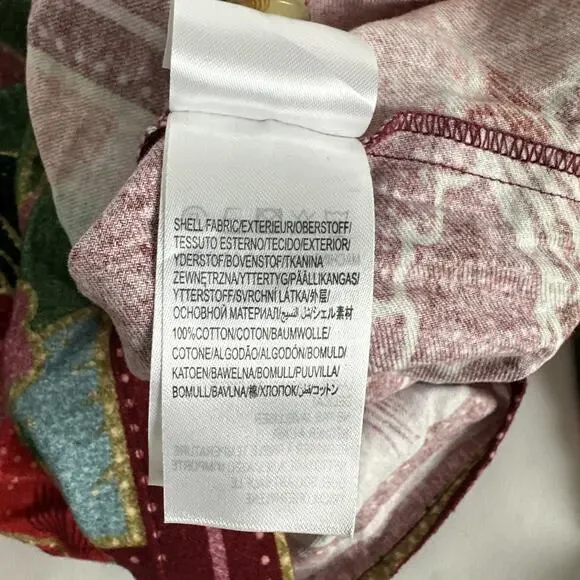 SHELL FABRIC/EXTERIEUR/OBERSTOFF/
TESSUTO ESTERNO/TECIDO/EXTERIOR/
YDERSTOF/BOVENSTOF/TKANINA
ZEWNĘTRZNA/YTTERTYG/PÄÄLLIKANGAS/
YTTERSTOFF/SVRCHNÍ LÁTKA/外层/
ОСНОВНОЙ МАТЕРИАЛ/شل النسيج/シェル素材
100%COTTON/COTON/BAUMWOLLE/
COTONE/ALGODÃO/ALGODÓN/BOMULD/
KATOEN/BAWEŁNA/BOMULL/PUUVILLA/
BOMULL/BAVLNA/棉/ХЛОПОК/قطن/コットン